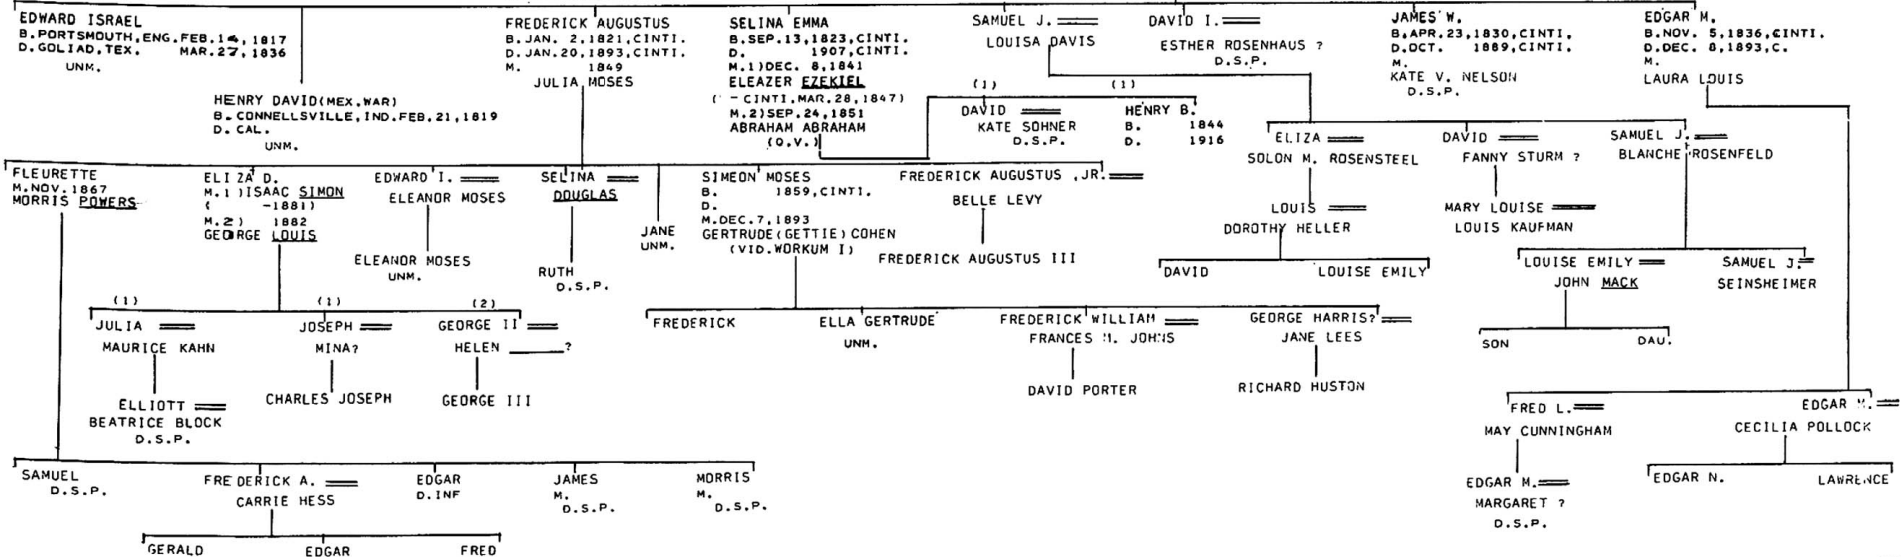 EDWARD ISRAEL
B.PORTSMOUTH,ENG.FEB.14,1817
D.GOLIAD,TEX. MAR.27,1836
UNM.
HENRY DAVID(MEX.WAR)
B.CONNELLSVILLE,IND.FEB.21,1819
D. CAL.
UNM.
FREDERICK AUGUSTUS
B.JAN. 2,1821,CINTI.
D.JAN.20,1893,CINTI.
M. 1849
JULIA MOSES
SELINA EMMA
B.SEP.13,1823,CINTI.
D. 1907,CINTI.
M.1)DEC. 8,1841
ELEAZER EZEKIEL
( -CINTI.MAR.28,1847)
M.2)SEP.24,1851
ABRAHAM ABRAHAM
(Q.V.)
SAMUEL J.
LOUISA DAVIS
DAVID I.
ESTHER ROSENHAUS ?
D.S.P.
JAMES W.
B.APR.23,1830,CINTI.
D.OCT. 1889,CINTI.
M.
KATE V. NELSON
D.S.P.
EDGAR M.
B.NOV. 5,1836,CINTI.
D.DEC. 8,1893,C.
M.
LAURA LOUIS
(1)
DAVID
KATE SOHNER
D.S.P.
(1)
HENRY B.
B. 1844
D. 1916
ELIZA
SOLON M. ROSENSTEEL
DAVID
FANNY STURM ?
SAMUEL J.
BLANCHE ROSENFELD
FLEURETTE
M.NOV.1867
MORRIS POWERS
ELIZA D.
M.1)ISAAC SIMON
( -1881)
M.2) 1882
GEORGE LOUIS
EDWARD I.
ELEANOR MOSES
SELINA
DOUGLAS
JANE
UNM.
SIMEON MOSES
B. 1859,CINTI.
D.
M.DEC.7,1893
GERTRUDE(GETTIE)COHEN
(VID.WORKUM I)
FREDERICK AUGUSTUS ,JR.
BELLE LEVY
LOUIS
DOROTHY HELLER
MARY LOUISE
LOUIS KAUFMAN
ELEANOR MOSES
UNM.
RUTH
D.S.P.
FREDERICK AUGUSTUS III
DAVID
LOUISE EMILY
LOUISE EMILY
JOHN MACK
SAMUEL J.
SEINSHEIMER
(1)
JULIA
MAURICE KAHN
(1)
JOSEPH
MINA?
(2)
GEORGE II
HELEN ______?
FREDERICK
ELLA GERTRUDE
UNM.
FREDERICK WILLIAM
FRANCES M. JOHNS
GEORGE HARRIS?
JANE LEES
SON
DAU.
ELLIOTT
BEATRICE BLOCK
D.S.P.
CHARLES JOSEPH
GEORGE III
DAVID PORTER
RICHARD HUSTON
FRED L.
MAY CUNNINGHAM
EDGAR M.
CECILIA POLLOCK
SAMUEL
D.S.P.
FREDERICK A.
CARRIE HESS
EDGAR
D.INF
JAMES
M.
D.S.P.
MORRIS
M.
D.S.P.
EDGAR M.
MARGARET ?
D.S.P.
EDGAR N.
LAWRENCE
GERALD
EDGAR
FRED